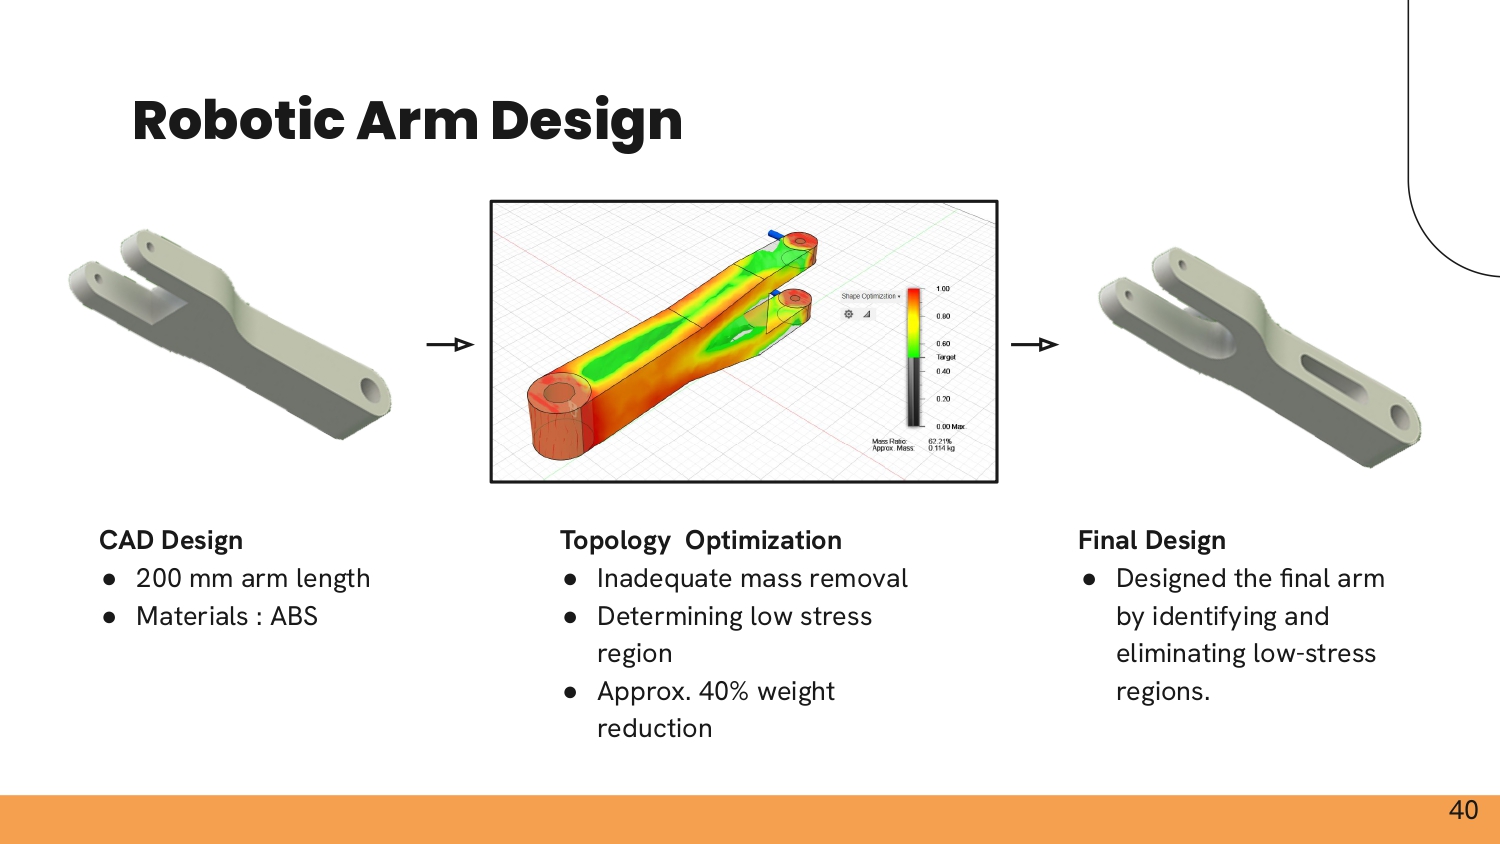 Robotic Arm Design
Shape Optimization
1.00
0.80
0.60
Target
0.40
0.20
0.00 Max.
Mass Ratio: 62.21%
Approx. Mass: 0.114 kg
CAD Design
● 200 mm arm length
● Materials : ABS
Topology Optimization
● Inadequate mass removal
● Determining low stress
region
● Approx. 40% weight
reduction
Final Design
● Designed the final arm
by identifying and
eliminating low-stress
regions.
40